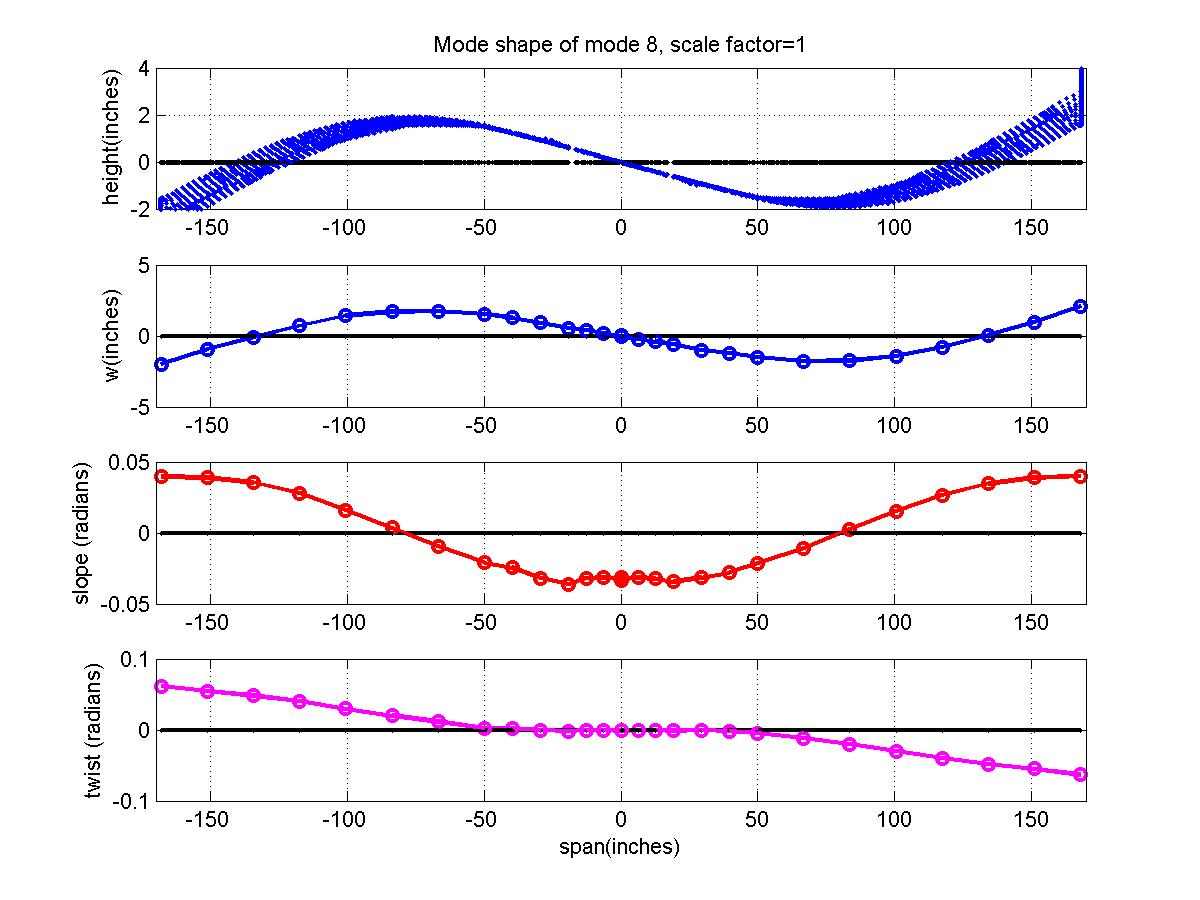 Mode shape of mode 8, scale factor=1
height(inches)
4
2
0
-2
-150 -100 -50 0 50 100 150
w(inches)
5
0
-5
-150 -100 -50 0 50 100 150
slope (radians)
0.05
0
-0.05
-150 -100 -50 0 50 100 150
twist (radians)
0.1
0
-0.1
-150 -100 -50 0 50 100 150
span(inches)